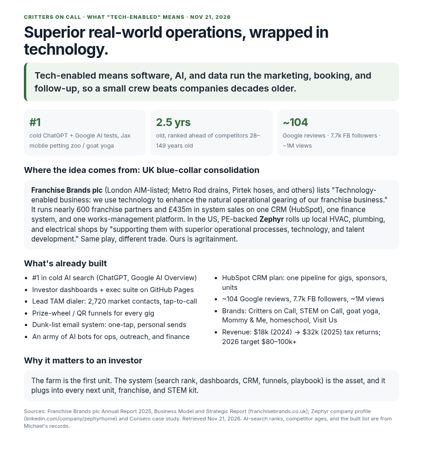 CRITTERS ON CALL · WHAT "TECH-ENABLED" MEANS · NOV 21, 2026
Superior real-world operations, wrapped in
technology.
Tech-enabled means software, AI, and data run the marketing, booking, and
follow-up, so a small crew beats companies decades older.
#1
cold ChatGPT + Google AI tests, Jax
mobile petting zoo / goat yoga
2.5 yrs
old, ranked ahead of competitors 28–
149 years old
~104
Google reviews · 7.7k FB followers ·
~1M views
Where the idea comes from: UK blue-collar consolidation
Franchise Brands plc (London AIM-listed; Metro Rod drains, Pirtek hoses, and others) lists "Technology-
enabled business: we use technology to enhance the natural operational gearing of our franchise business."
It runs nearly 600 franchise partners and £435m in system sales on one CRM (HubSpot), one finance
system, and one works-management platform. In the US, PE-backed Zephyr rolls up local HVAC, plumbing,
and electrical shops by "supporting them with superior operational processes, technology, and talent
development." Same play, different trade. Ours is agritainment.
What's already built
• #1 in cold AI search (ChatGPT, Google AI Overview)
• Investor dashboards + exec suite on GitHub Pages
• Lead TAM dialer: 2,720 market contacts, tap-to-call
• Prize-wheel / QR funnels for every gig
• Dunk-list email system: one-tap, personal sends
• An army of AI bots for ops, outreach, and finance
• HubSpot CRM plan: one pipeline for gigs, sponsors,
units
• ~104 Google reviews, 7.7k FB followers, ~1M views
• Brands: Critters on Call, STEM on Call, goat yoga,
Mommy & Me, homeschool, Visit Us
• Revenue: $18k (2024) → $32k (2025) tax returns;
2026 target $80–100k+
Why it matters to an investor
The farm is the first unit. The system (search rank, dashboards, CRM, funnels, playbook) is the asset, and it
plugs into every next unit, franchise, and STEM kit.
Sources: Franchise Brands plc Annual Report 2025, Business Model and Strategic Report (franchisebrands.co.uk); Zephyr company profile
(linkedin.com/company/zephyrhome) and Consero case study. Retrieved Nov 21, 2026. AI-search ranks, competitor ages, and the built list are from
Michael's records.